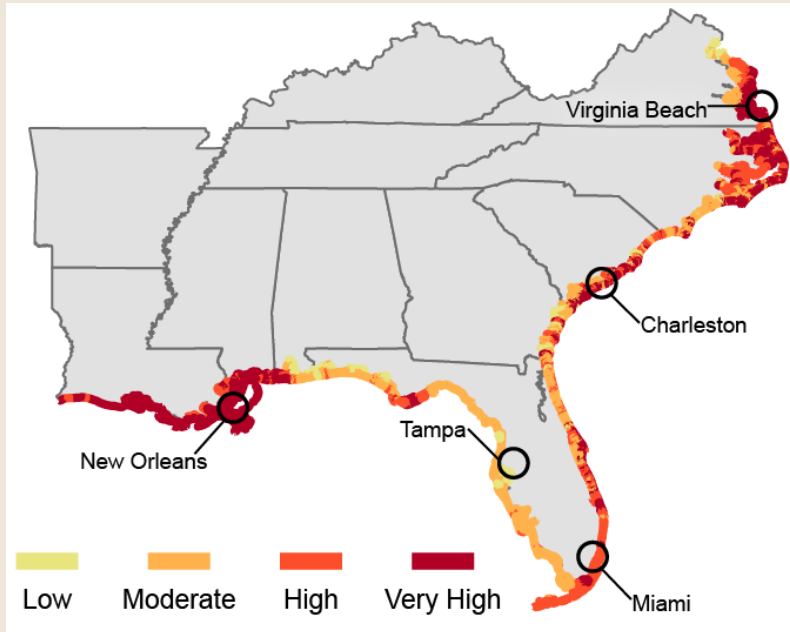 Virginia Beach
Charleston
Tampa
New Orleans
Miami
Low Moderate High Very High